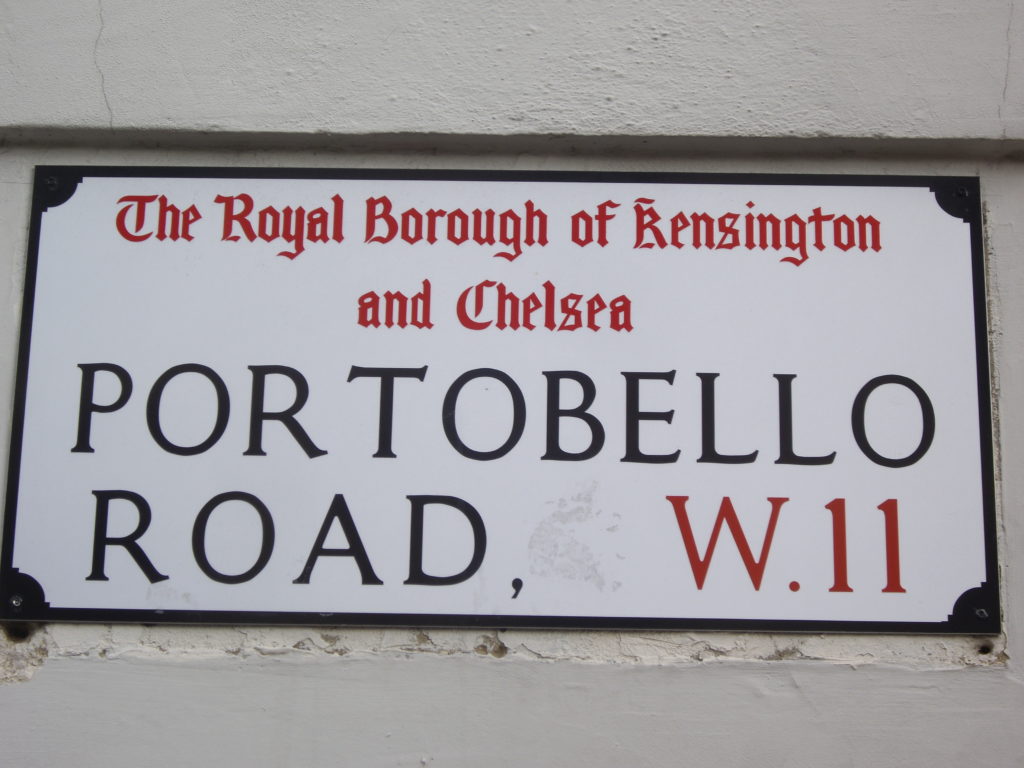 The Royal Borough of Kensington
and Chelsea
PORTOBELLO
ROAD, W.11